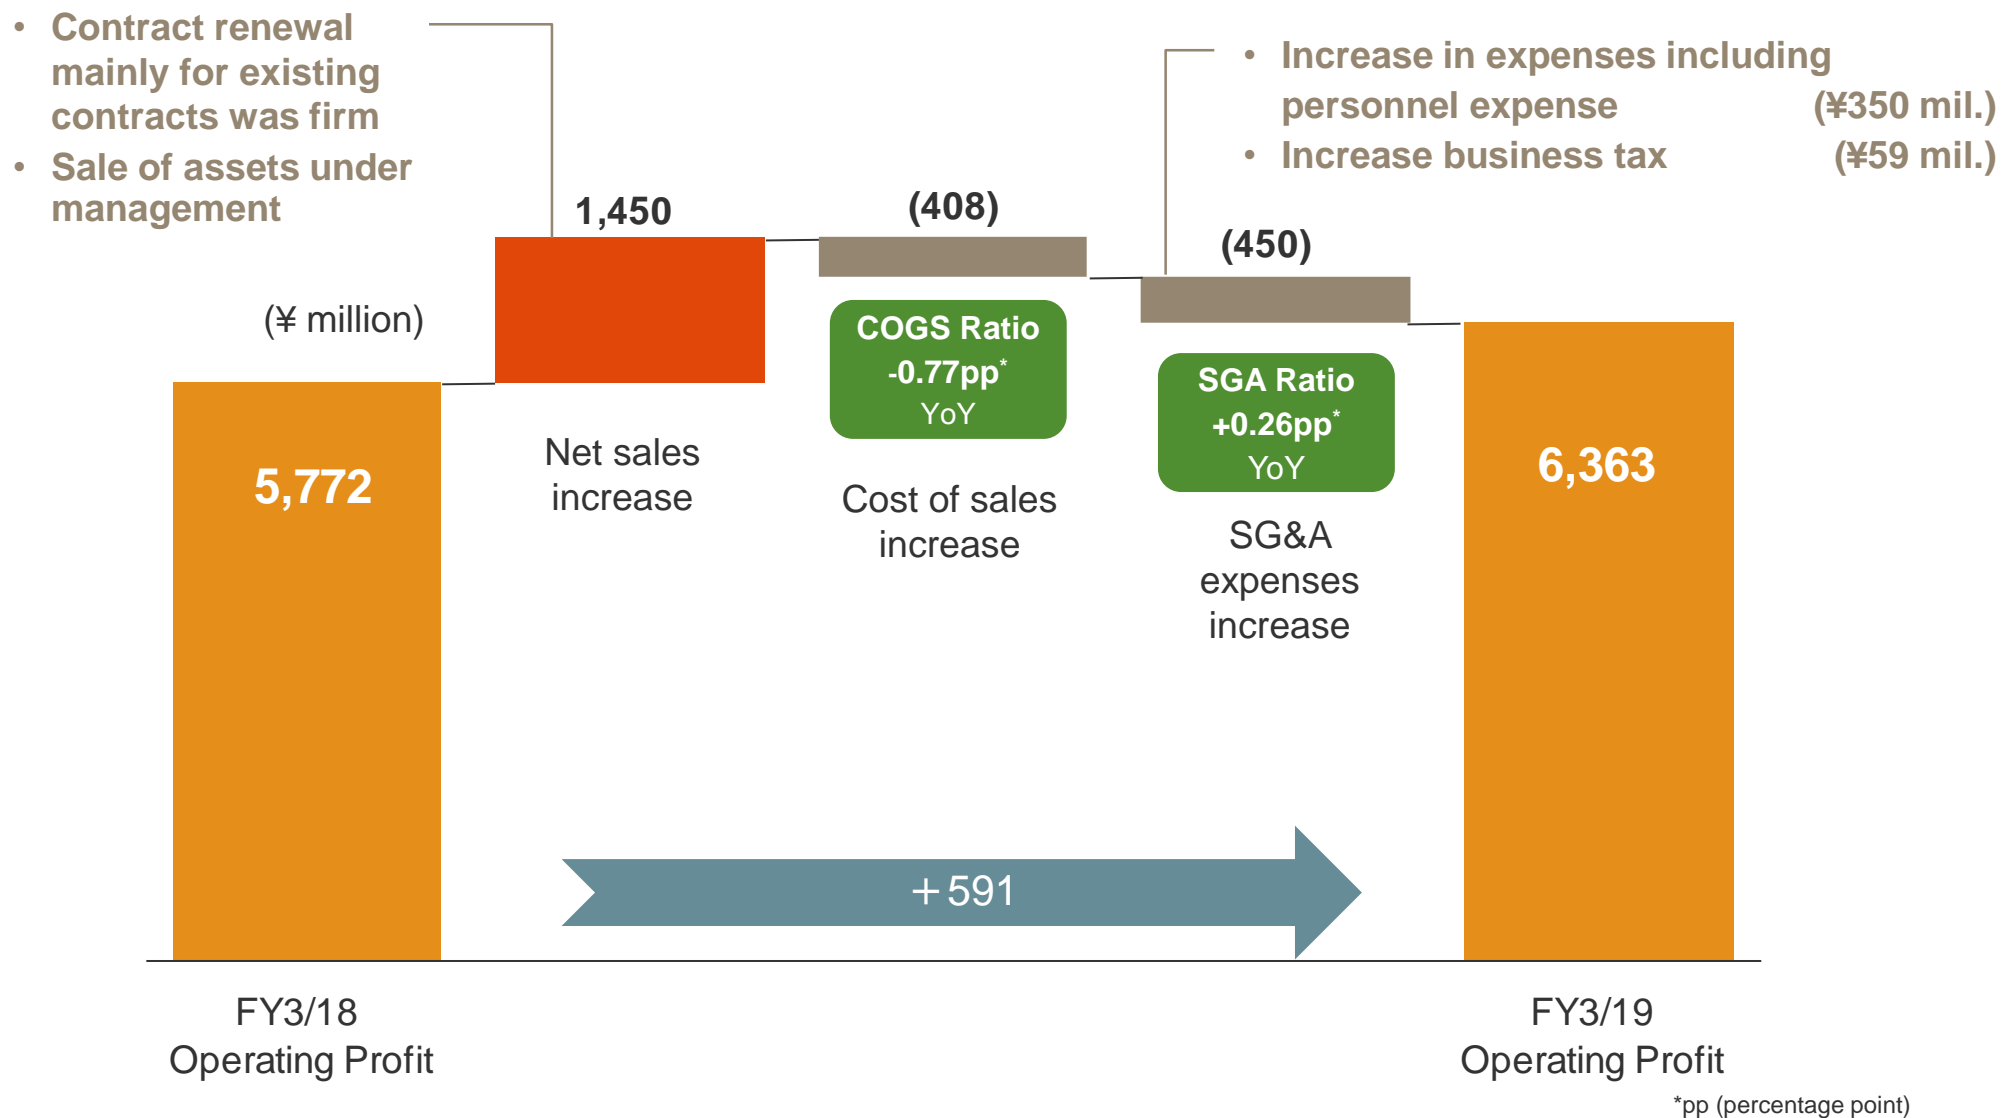 • Contract renewal
mainly for existing
contracts was firm
• Sale of assets under
management
• Increase in expenses including
personnel expense (¥350 mil.)
• Increase business tax (¥59 mil.)
1,450
(408)
(450)
(¥ million)
COGS Ratio
-0.77pp*
YoY
SGA Ratio
+0.26pp*
YoY
5,772
Net sales
increase
Cost of sales
increase
SG&A
expenses
increase
6,363
+591
FY3/18
Operating Profit
FY3/19
Operating Profit
*pp (percentage point)